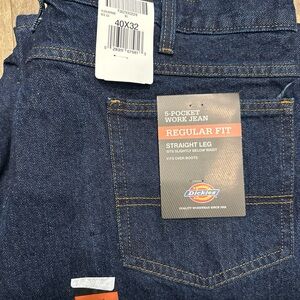 40X32
5-POCKET
WORK JEAN
REGULAR FIT
STRAIGHT LEG
SITS SLIGHTLY BELOW WAIST
FITS OVER BOOTS
Dickies
QUALITY WORKWEAR SINCE 1922